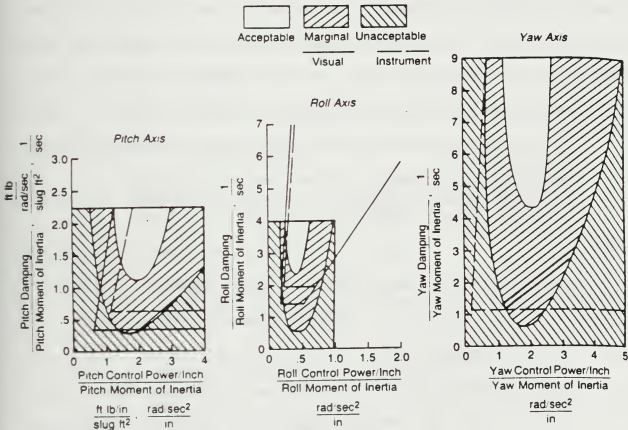 Acceptable Marginal Unacceptable
Visual Instrument
Pitch Axis
ft lb
rad/sec
slug ft²
,
1
sec
Pitch Damping
Pitch Moment of Inertia
3.0
2.5
2.0
1.5
1.0
.5
0
0 1 2 3 4
Pitch Control Power/Inch
Pitch Moment of Inertia
ft lb/in
slug ft²
,
rad/sec²
in
Roll Axis
1
sec
Roll Damping
Roll Moment of Inertia
7
6
5
4
3
2
1
0
0 .5 1.0 1.5 2.0
Roll Control Power/Inch
Roll Moment of Inertia
rad/sec²
in
Yaw Axis
1
sec
Yaw Damping
Yaw Moment of Inertia
9
8
7
6
5
4
3
2
1
0
0 1 2 3 4 5
Yaw Control Power/Inch
Yaw Moment of Inertia
rad/sec²
in